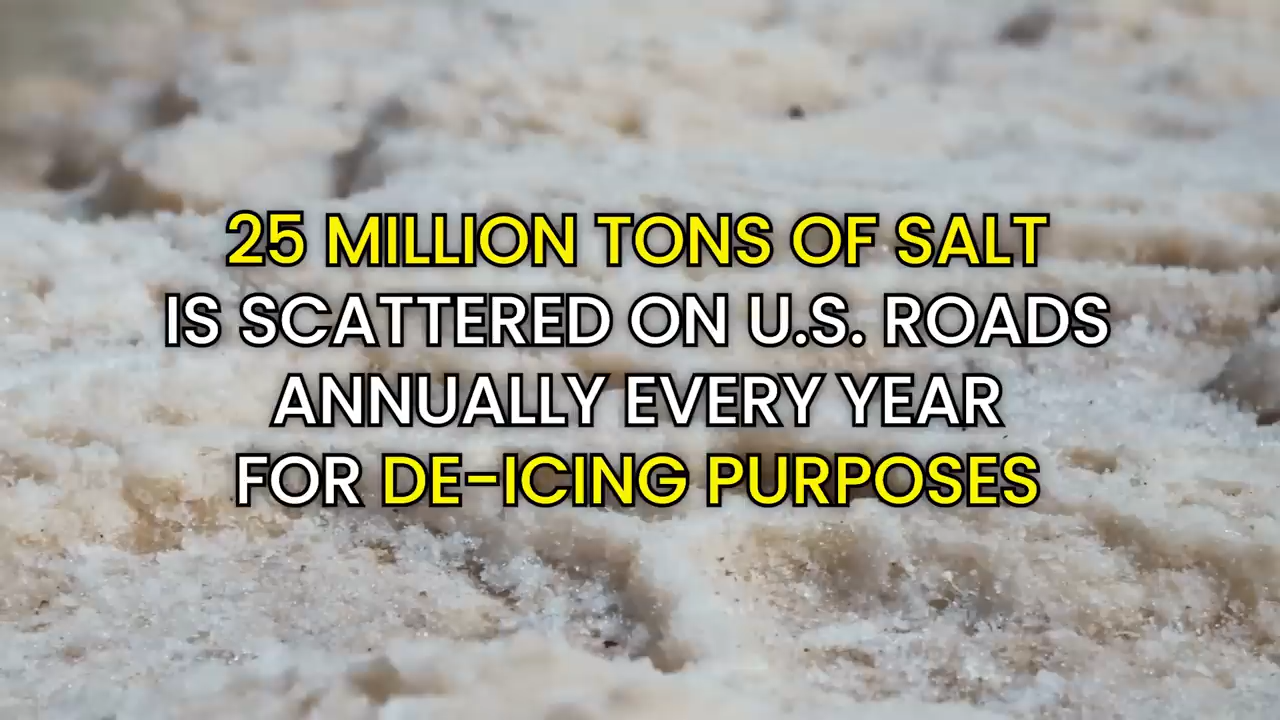 25 MILLION TONS OF SALT
IS SCATTERED ON U.S. ROADS
ANNUALLY EVERY YEAR
FOR DE-ICING PURPOSES